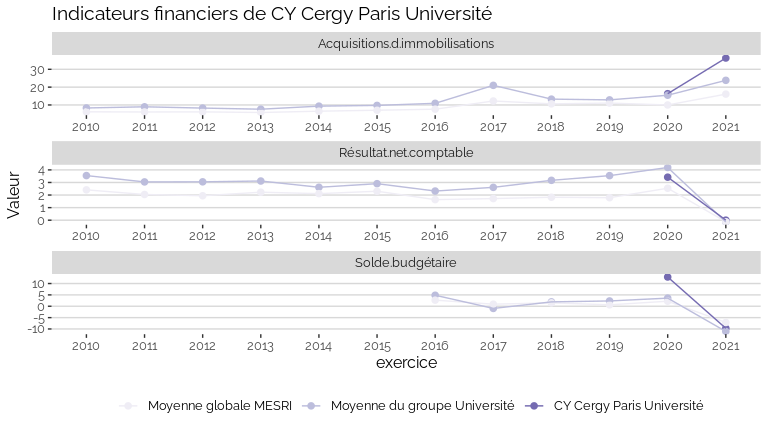 Indicateurs financiers de CY Cergy Paris Université
Acquisitions.d.immobilisations
30
20
10
2010 2011 2012 2013 2014 2015 2016 2017 2018 2019 2020 2021
Résultat.net.comptable
4
3
2
1
0
2010 2011 2012 2013 2014 2015 2016 2017 2018 2019 2020 2021
Solde.budgétaire
10
5
0
-5
-10
2010 2011 2012 2013 2014 2015 2016 2017 2018 2019 2020 2021
Valeur
exercice
Moyenne globale MESRI Moyenne du groupe Université CY Cergy Paris Université